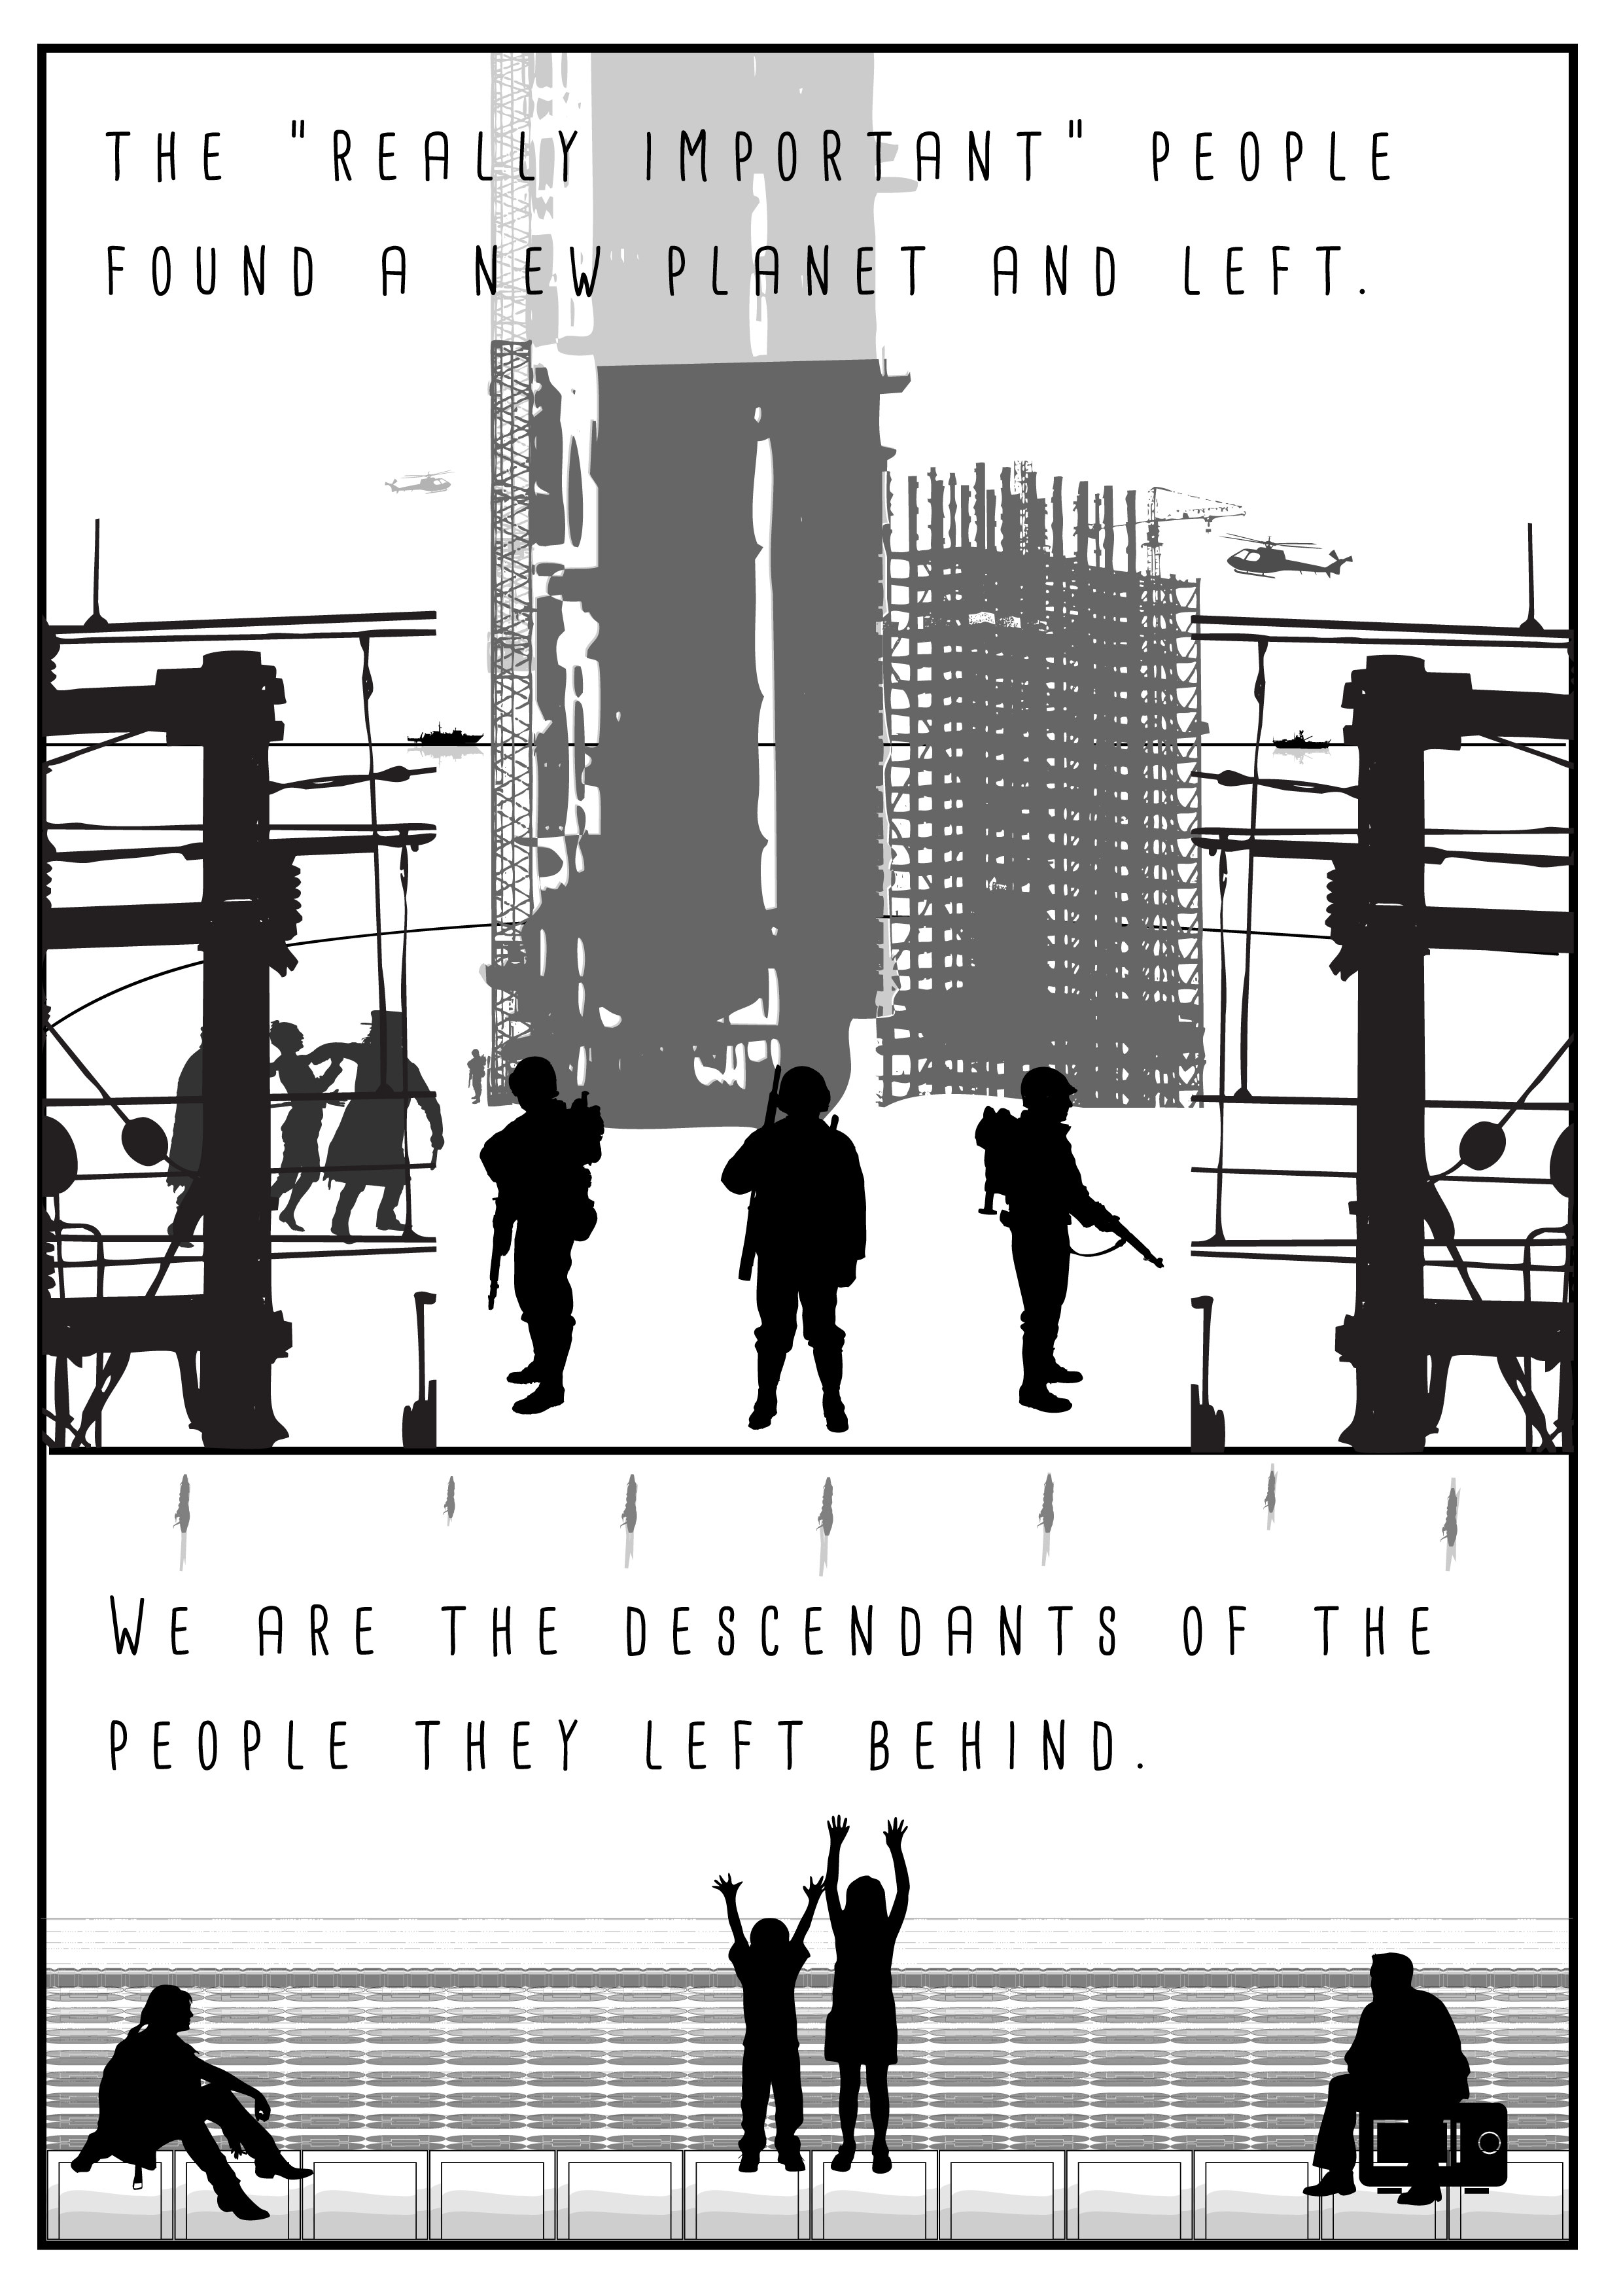 THE "REALLY IMPORTANT" PEOPLE
FOUND A NEW PLANET AND LEFT.
WE ARE THE DESCENDANTS OF THE
PEOPLE THEY LEFT BEHIND.